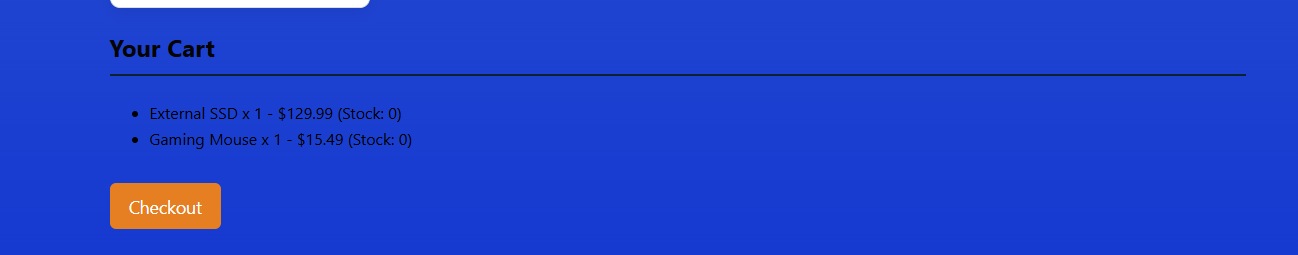 Your Cart
External SSD x 1 - $129.99 (Stock: 0)
Gaming Mouse x 1 - $15.49 (Stock: 0)
Checkout